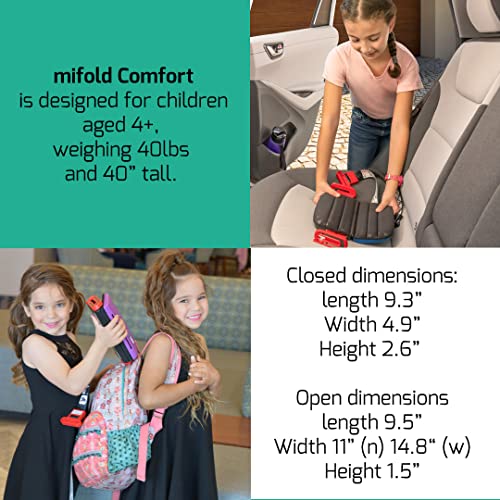 mifold Comfort
is designed for children
aged 4+,
weighing 40lbs
and 40" tall.
Closed dimensions:
length 9.3”
Width 4.9”
Height 2.6”
Open dimensions
length 9.5”
Width 11” (n) 14.8“ (w)
Height 1.5”